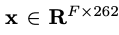 x ∈ R^{F×262}